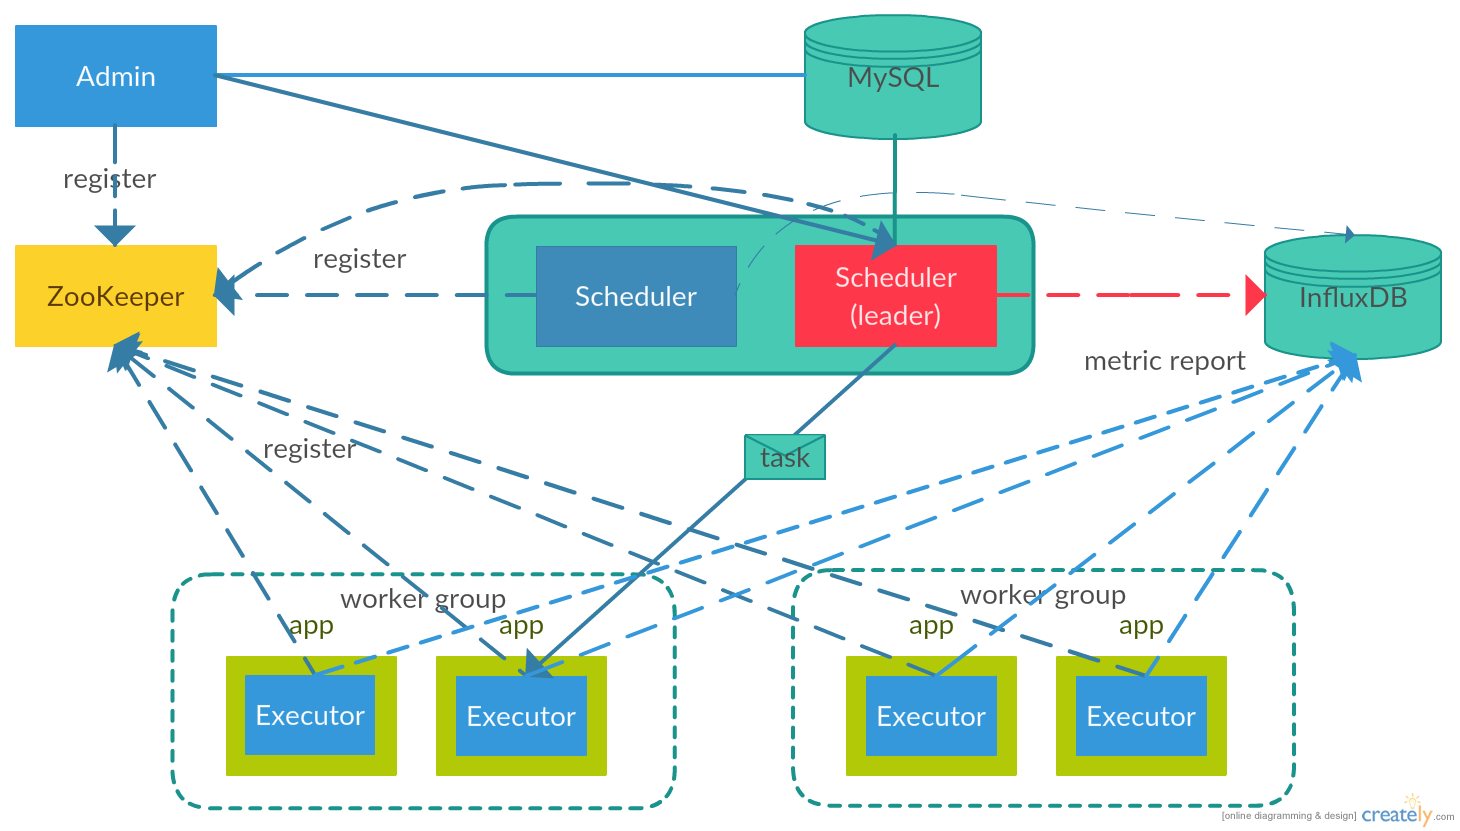 Admin
MySQL
register
register
ZooKeeper
Scheduler
Scheduler
(leader)
InfluxDB
metric report
register
task
worker group
worker group
app
app
app
app
Executor
Executor
Executor
Executor
[online diagramming & design] creately.com